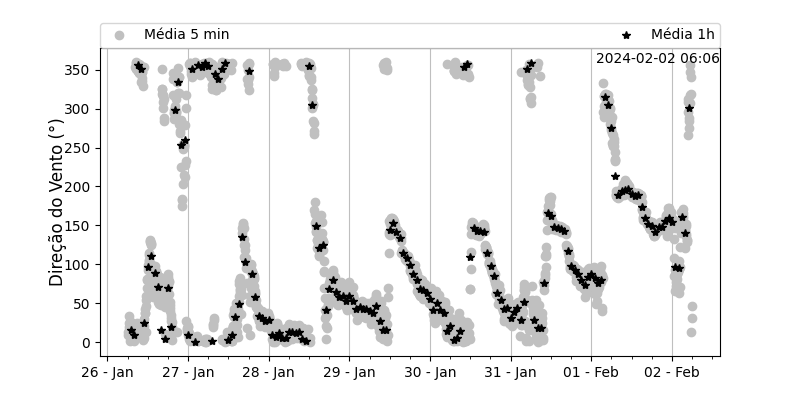 Média 5 min
Média 1h
2024-02-02 06:06
Direção do Vento (°)
350
300
250
200
150
100
50
0
26 - Jan
27 - Jan
28 - Jan
29 - Jan
30 - Jan
31 - Jan
01 - Feb
02 - Feb